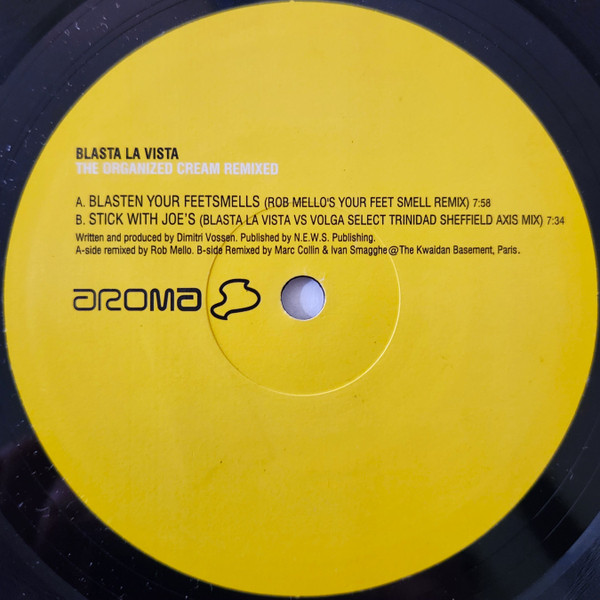 BLASTA LA VISTA
THE ORGANIZED CREAM REMIXED
A. BLASTEN YOUR FEETSMELLS (ROB MELLO'S YOUR FEET SMELL REMIX) 7:58
B. STICK WITH JOE'S (BLASTA LA VISTA VS VOLGA SELECT TRINIDAD SHEFFIELD AXIS MIX) 7:34
Written and produced by Dimitri Vossen. Published by N.E.W.S. Publishing.
A-side remixed by Rob Mello. B-side Remixed by Marc Collin & Ivan Smagghe @The Kwaidan Basement, Paris.
AROMA